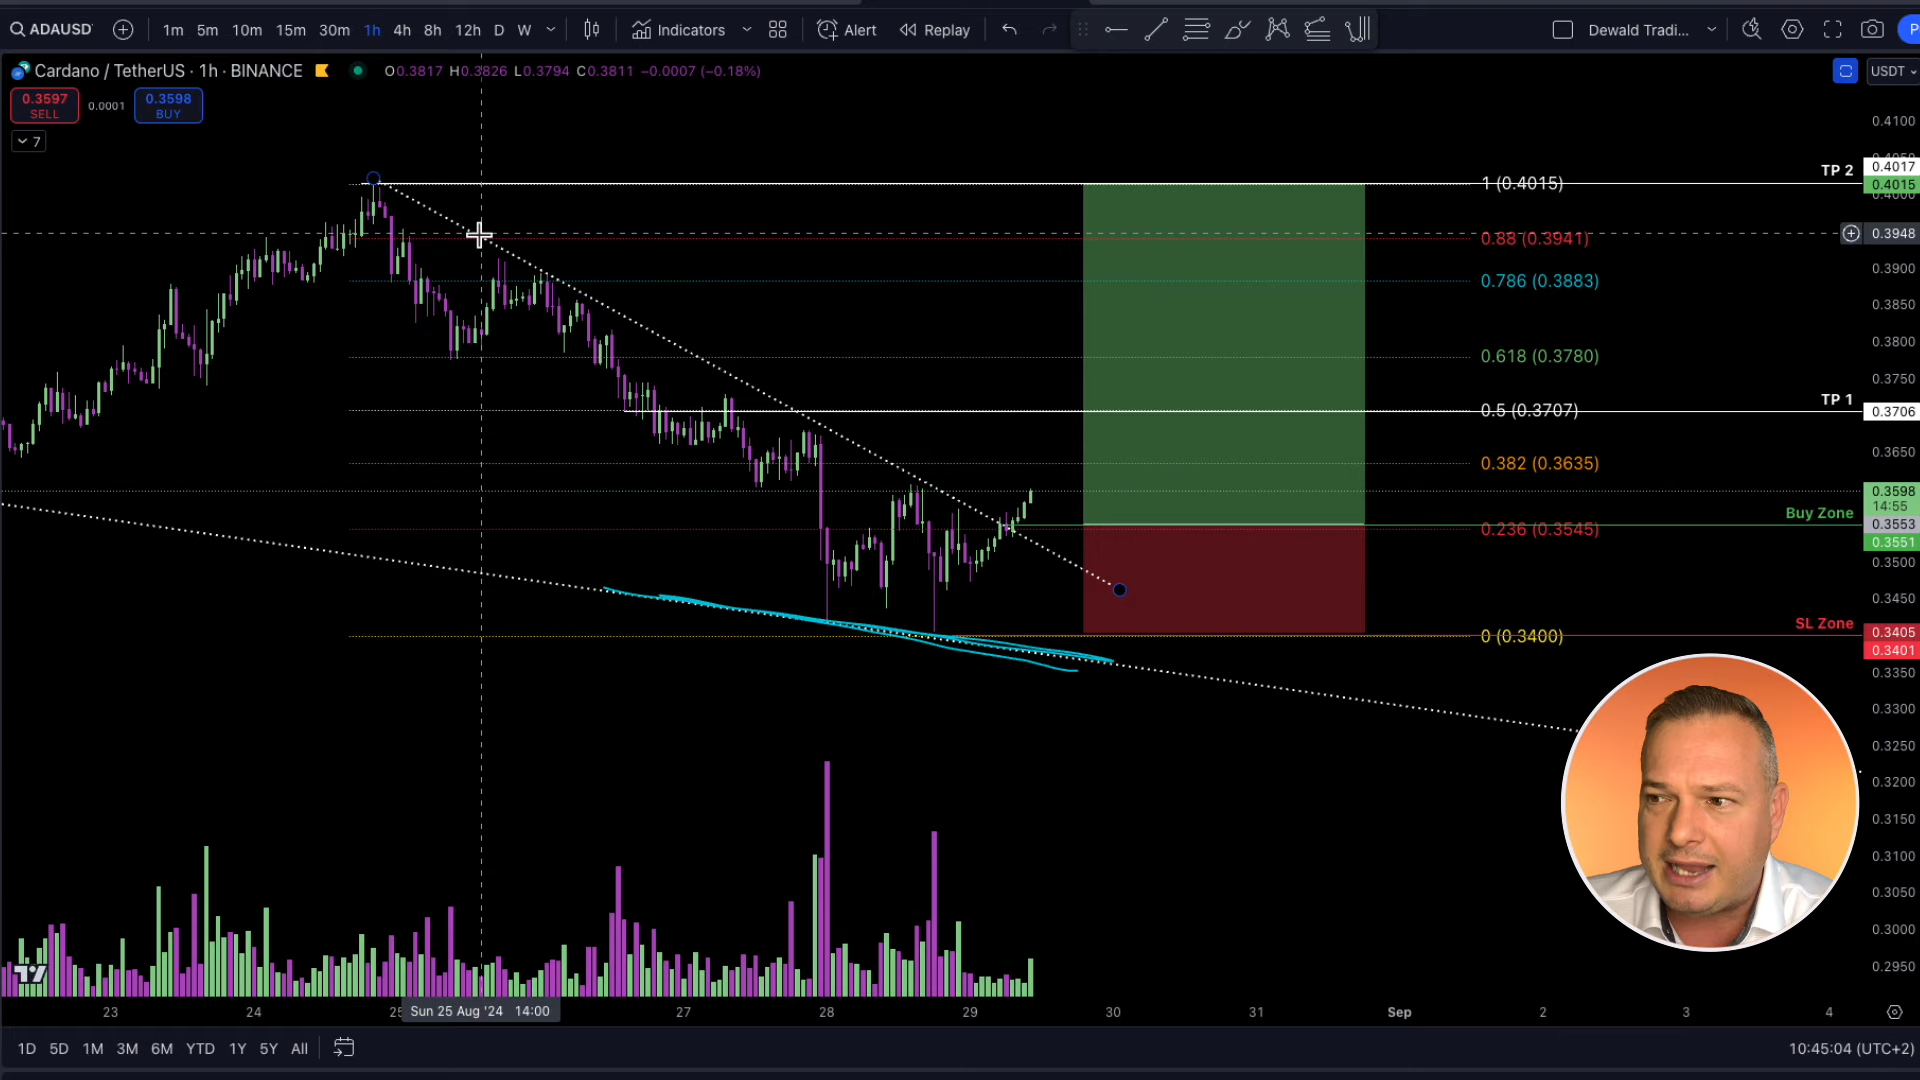 ADAUSD 1m 5m 10m 15m 30m 1h 4h 8h 12h D W Indicators Alert Replay Dewald Tradi...
Cardano / TetherUS · 1h · BINANCE O0.3817 H0.3826 L0.3794 C0.3811 −0.0007 (−0.18%) USDT
0.3597 SELL 0.0001 0.3598 BUY
7
0.4100
TP 2 0.4017
1 (0.4015) 0.4015
0.88 (0.3941) 0.3948
0.3900
0.786 (0.3883)
0.3850
0.3800
0.618 (0.3780)
0.3750
TP 1
0.5 (0.3707) 0.3706
0.3650
0.382 (0.3635)
0.3598
14:55
Buy Zone 0.3553
0.236 (0.3545) 0.3551
0.3500
0.3450
SL Zone 0.3405
0 (0.3400) 0.3401
0.3350
0.3300
0.3250
0.3200
0.3150
0.3100
0.3050
0.3000
0.2950
23 24 25 Sun 25 Aug '24 14:00 27 28 29 30 31 Sep 2 3 4
1D 5D 1M 3M 6M YTD 1Y 5Y All 10:45:04 (UTC+2)